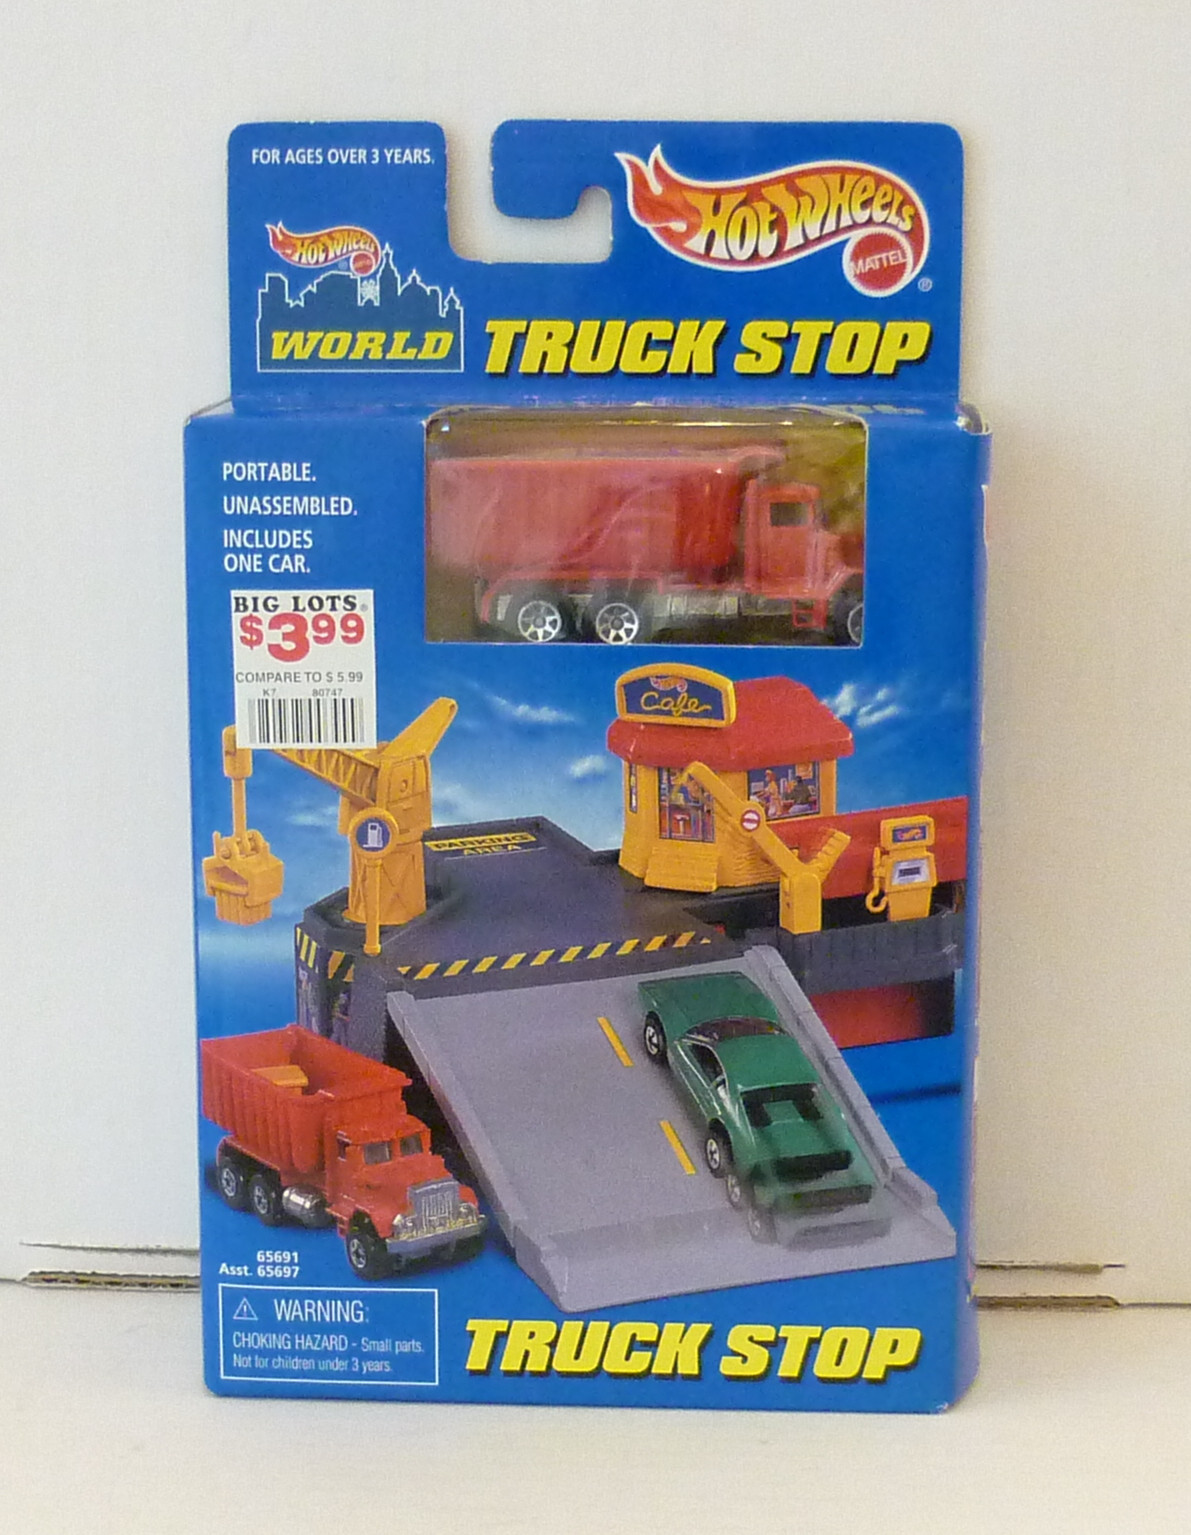 FOR AGES OVER 3 YEARS.
Hot Wheels
MATTEL
®
Hot Wheels
WORLD
TRUCK STOP
PORTABLE.
UNASSEMBLED.
INCLUDES
ONE CAR.
BIG LOTS®
$3.99
COMPARE TO $ 5.99
K7 80747
Cafe
PARKING
AREA
65691
Asst. 65697
WARNING:
CHOKING HAZARD - Small parts.
Not for children under 3 years.
TRUCK STOP